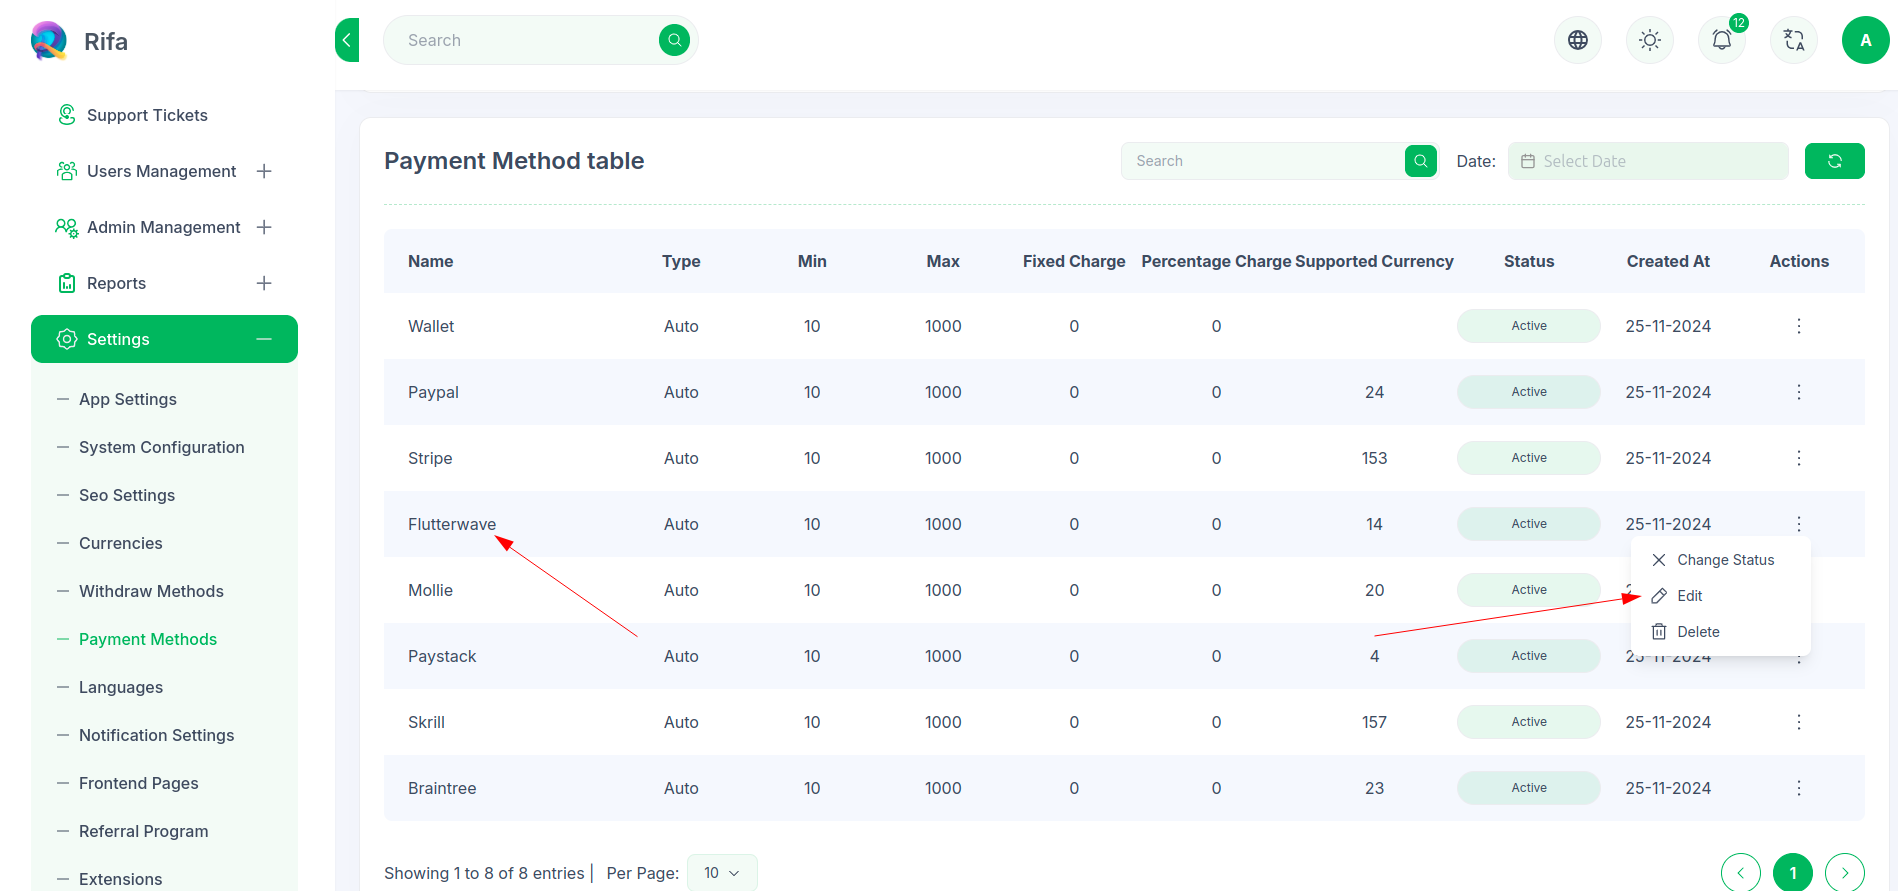 Rifa
Search
12
A
Support Tickets
Users Management
Admin Management
Reports
Settings
App Settings
System Configuration
Seo Settings
Currencies
Withdraw Methods
Payment Methods
Languages
Notification Settings
Frontend Pages
Referral Program
Extensions
Payment Method table
Search
Date: Select Date
Name Type Min Max Fixed Charge Percentage Charge Supported Currency Status Created At Actions
Wallet Auto 10 1000 0 0 Active 25-11-2024
Paypal Auto 10 1000 0 0 24 Active 25-11-2024
Stripe Auto 10 1000 0 0 153 Active 25-11-2024
Flutterwave Auto 10 1000 0 0 14 Active 25-11-2024
Change Status
Edit
Delete
Mollie Auto 10 1000 0 0 20 Active
Paystack Auto 10 1000 0 0 4 Active 25-11-2024
Skrill Auto 10 1000 0 0 157 Active 25-11-2024
Braintree Auto 10 1000 0 0 23 Active 25-11-2024
Showing 1 to 8 of 8 entries | Per Page: 10
1